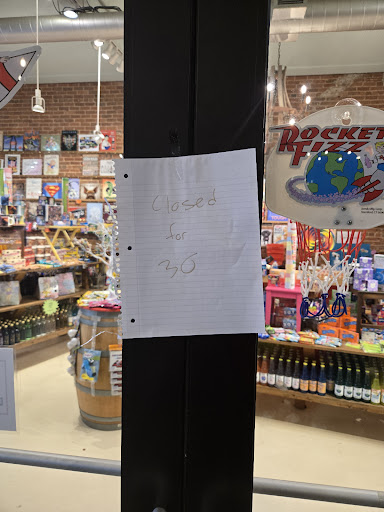 Closed
for
30
ROCKET
FIZZ